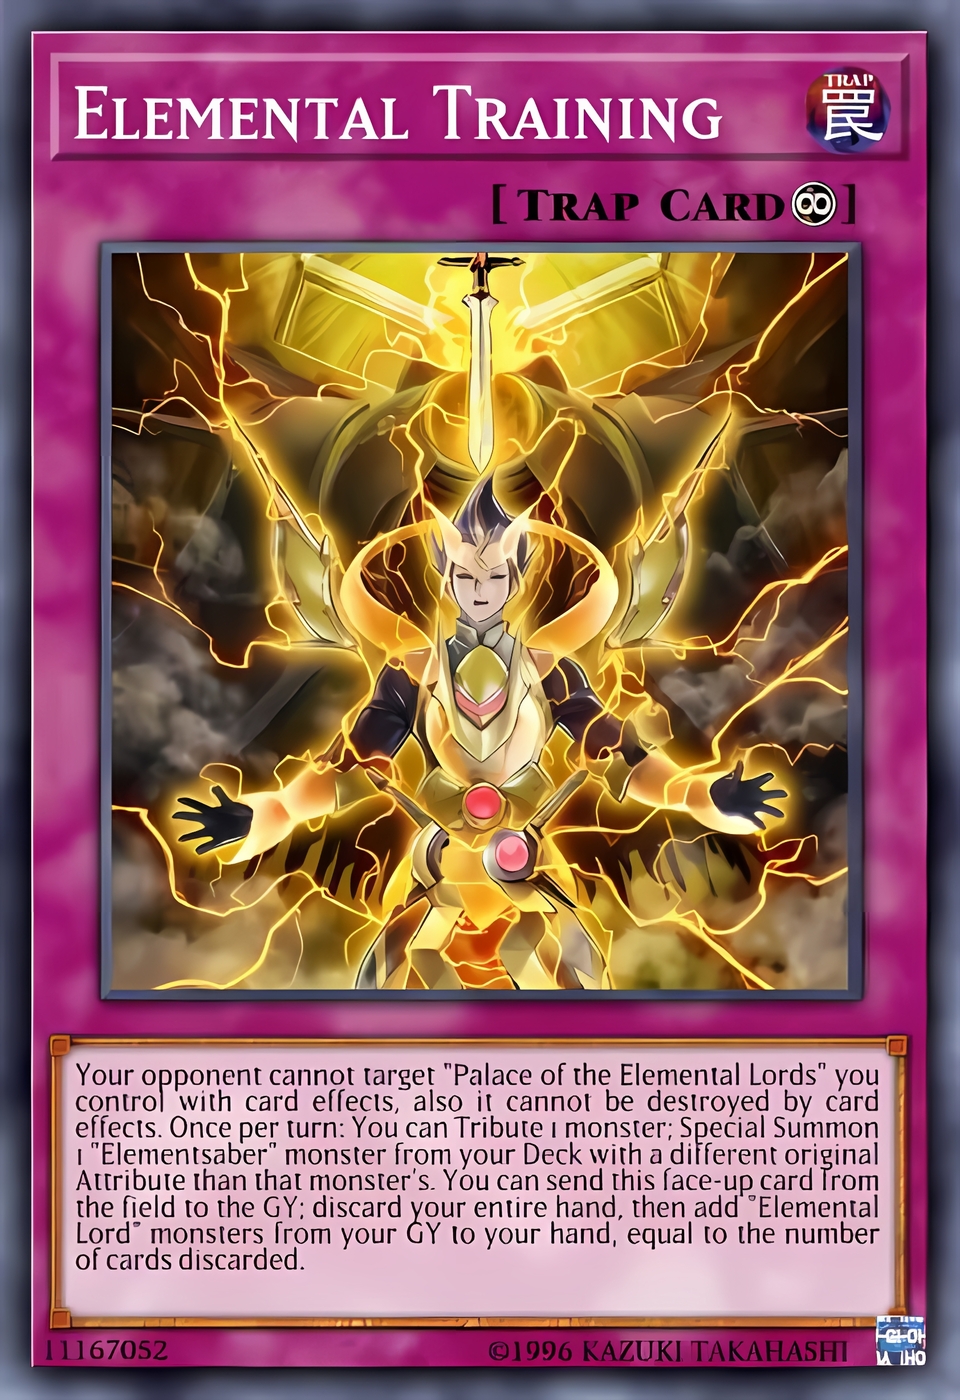 Elemental Training
TRAP
罠
[Trap Card]
Your opponent cannot target "Palace of the Elemental Lords" you
control with card effects, also it cannot be destroyed by card
effects. Once per turn: You can Tribute 1 monster; Special Summon
1 "Elementsaber" monster from your Deck with a different original
Attribute than that monster's. You can send this face-up card from
the field to the GY; discard your entire hand, then add "Elemental
Lord" monsters from your GY to your hand, equal to the number
of cards discarded.
11167052
©1996 KAZUKI TAKAHASHI